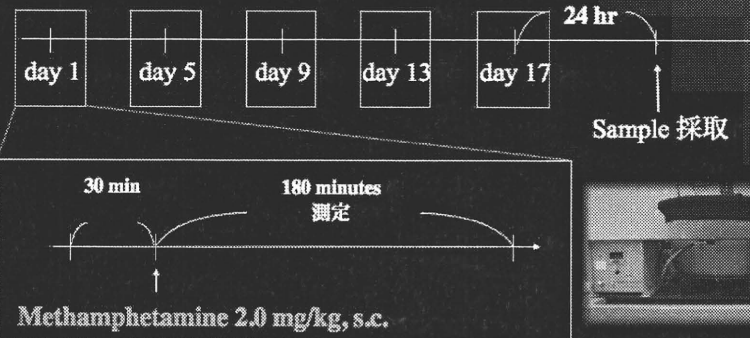 24 hr
day 1
day 5
day 9
day 13
day 17
Sample 採取
30 min
180 minutes
測定
Methamphetamine 2.0 mg/kg, s.c.